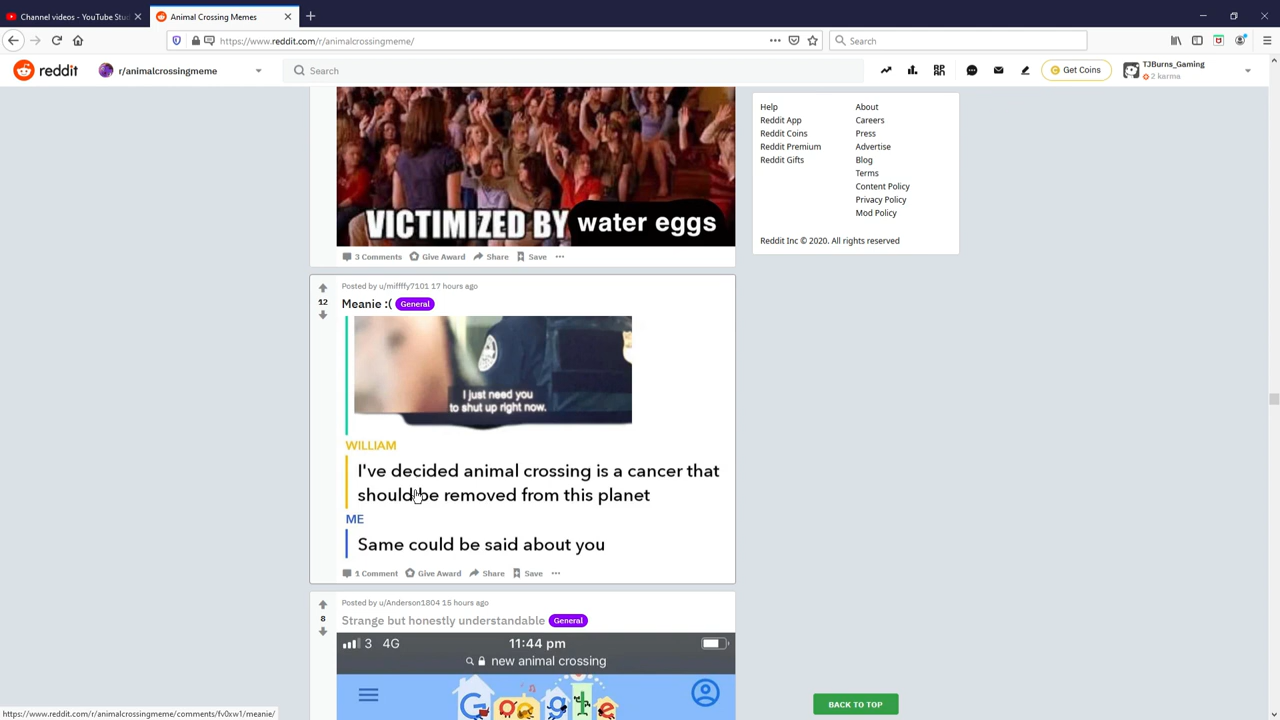 Channel videos - YouTube Stud
Animal Crossing Memes
https://www.reddit.com/r/animalcrossingmeme/
Search
reddit
r/animalcrossingmeme
Search
Get Coins
TJBurns_Gaming
2 karma
VICTIMIZED BY water eggs
3 Comments Give Award Share Save
Help
Reddit App
Reddit Coins
Reddit Premium
Reddit Gifts
About
Careers
Press
Advertise
Blog
Terms
Content Policy
Privacy Policy
Mod Policy
Reddit Inc © 2020. All rights reserved
Posted by u/miffffy7101 17 hours ago
12
Meanie :( General
I just need you
to shut up right now.
WILLIAM
I've decided animal crossing is a cancer that
should be removed from this planet
ME
Same could be said about you
1 Comment Give Award Share Save
Posted by u/Anderson1804 15 hours ago
8
Strange but honestly understandable General
3 4G 11:44 pm
new animal crossing
Google
BACK TO TOP
https://www.reddit.com/r/animalcrossingmeme/comments/fv0xw1/meanie/